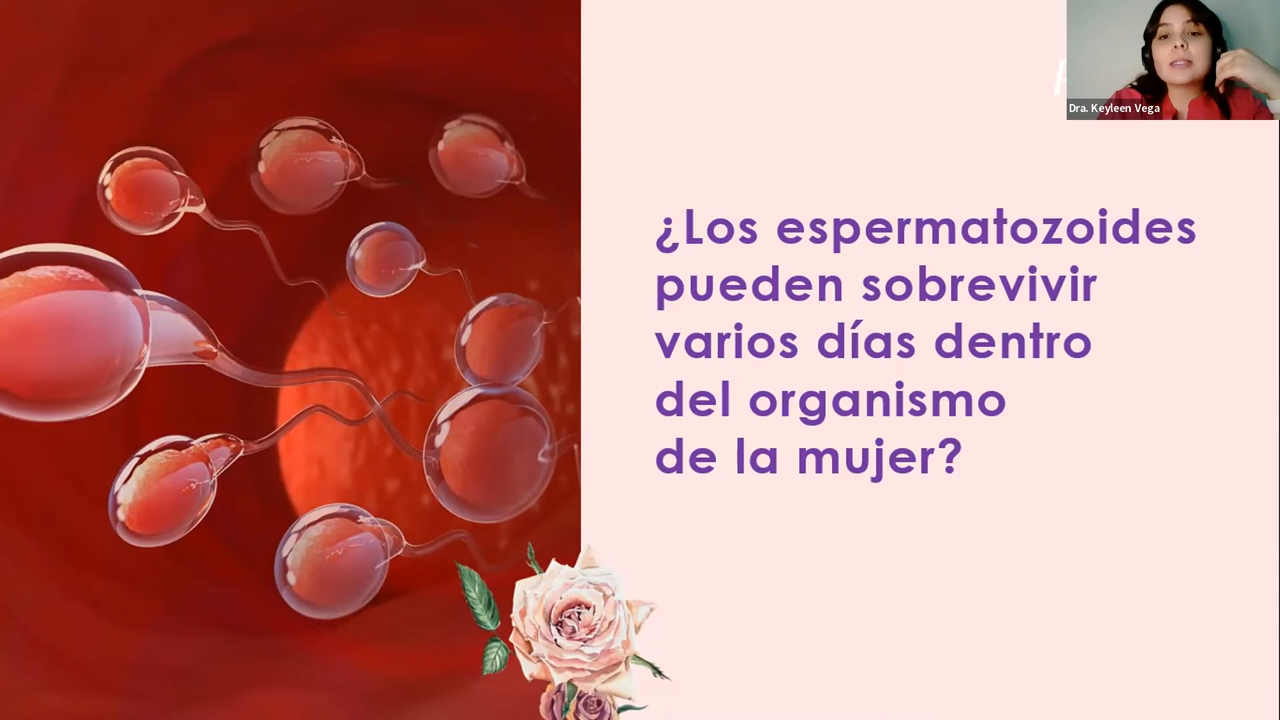 Dra. Keyleen Vega
¿Los espermatozoides
pueden sobrevivir
varios días dentro
del organismo
de la mujer?